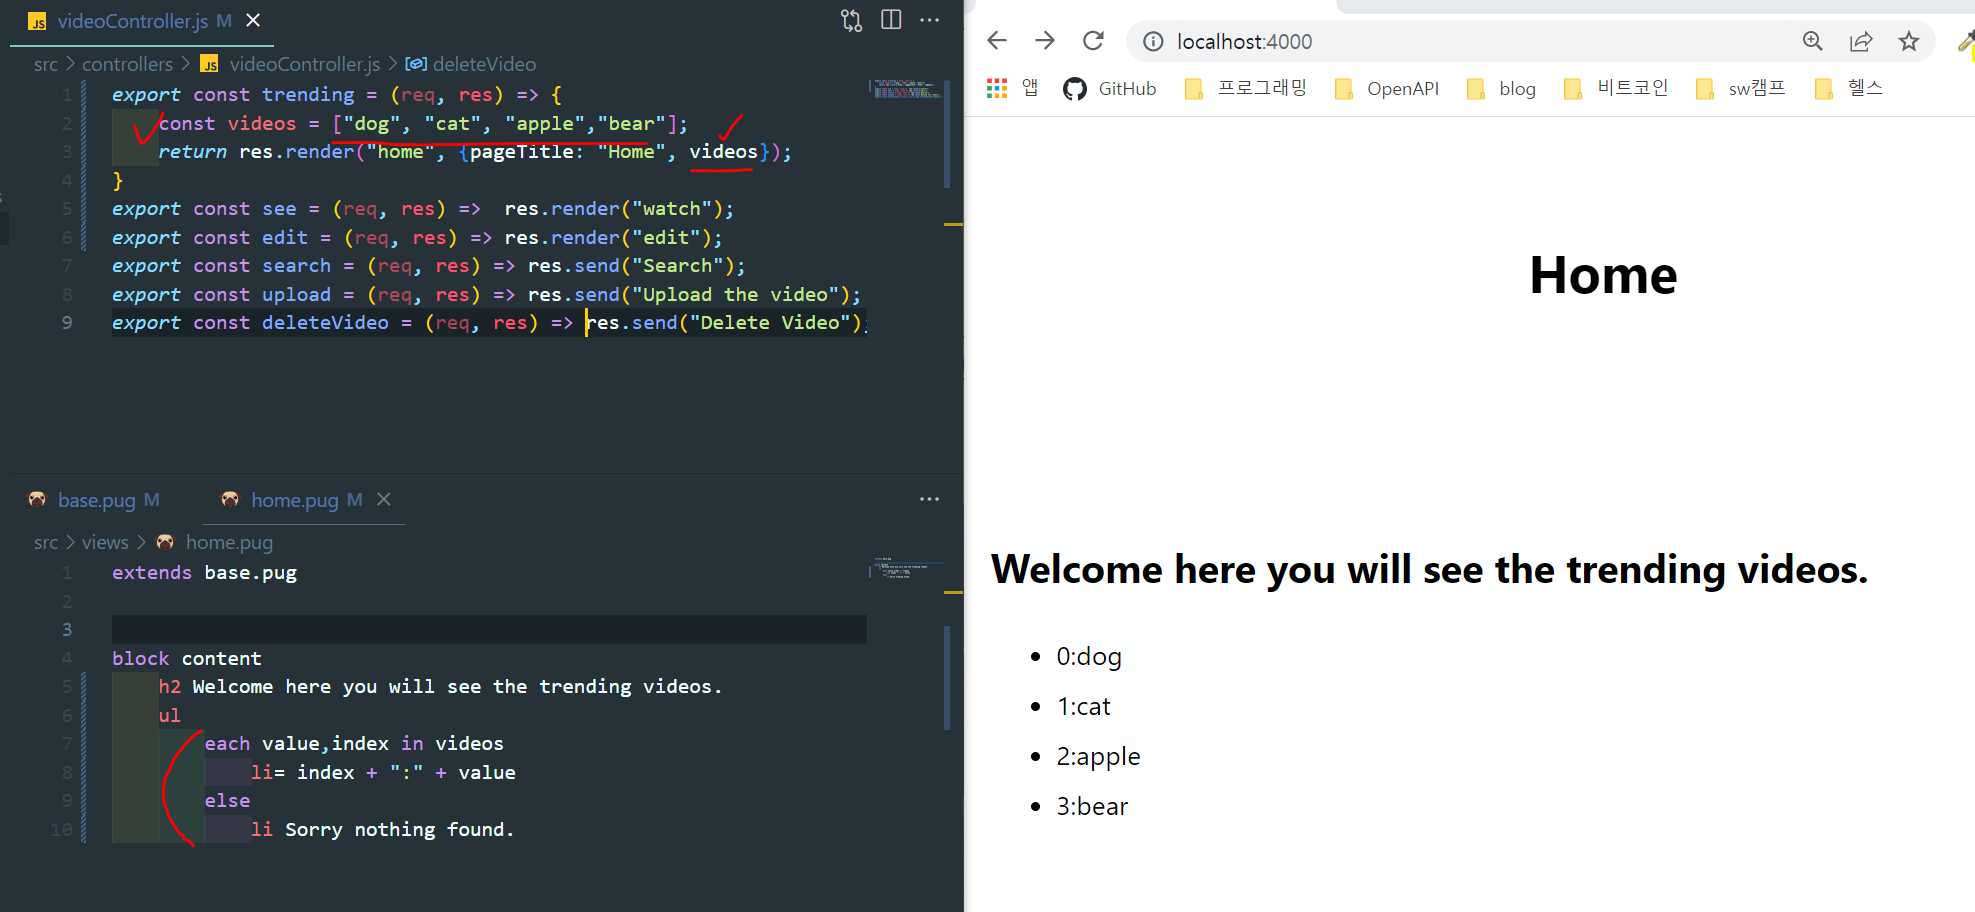 JS videoController.js M
src > controllers > JS videoController.js > deleteVideo
1 export const trending = (req, res) => {
2 const videos = ["dog", "cat", "apple","bear"];
3 return res.render("home", {pageTitle: "Home", videos});
4 }
5 export const see = (req, res) =>  res.render("watch");
6 export const edit = (req, res) => res.render("edit");
7 export const search = (req, res) => res.send("Search");
8 export const upload = (req, res) => res.send("Upload the video");
9 export const deleteVideo = (req, res) => res.send("Delete Video");
base.pug M home.pug M
src > views > home.pug
1 extends base.pug
2
3
4 block content
5 h2 Welcome here you will see the trending videos.
6 ul
7 each value,index in videos
8 li= index + ":" + value
9 else
10 li Sorry nothing found.
localhost:4000
앱 GitHub 프로그래밍 OpenAPI blog 비트코인 sw캠프 헬스
Home
Welcome here you will see the trending videos.
0:dog
1:cat
2:apple
3:bear